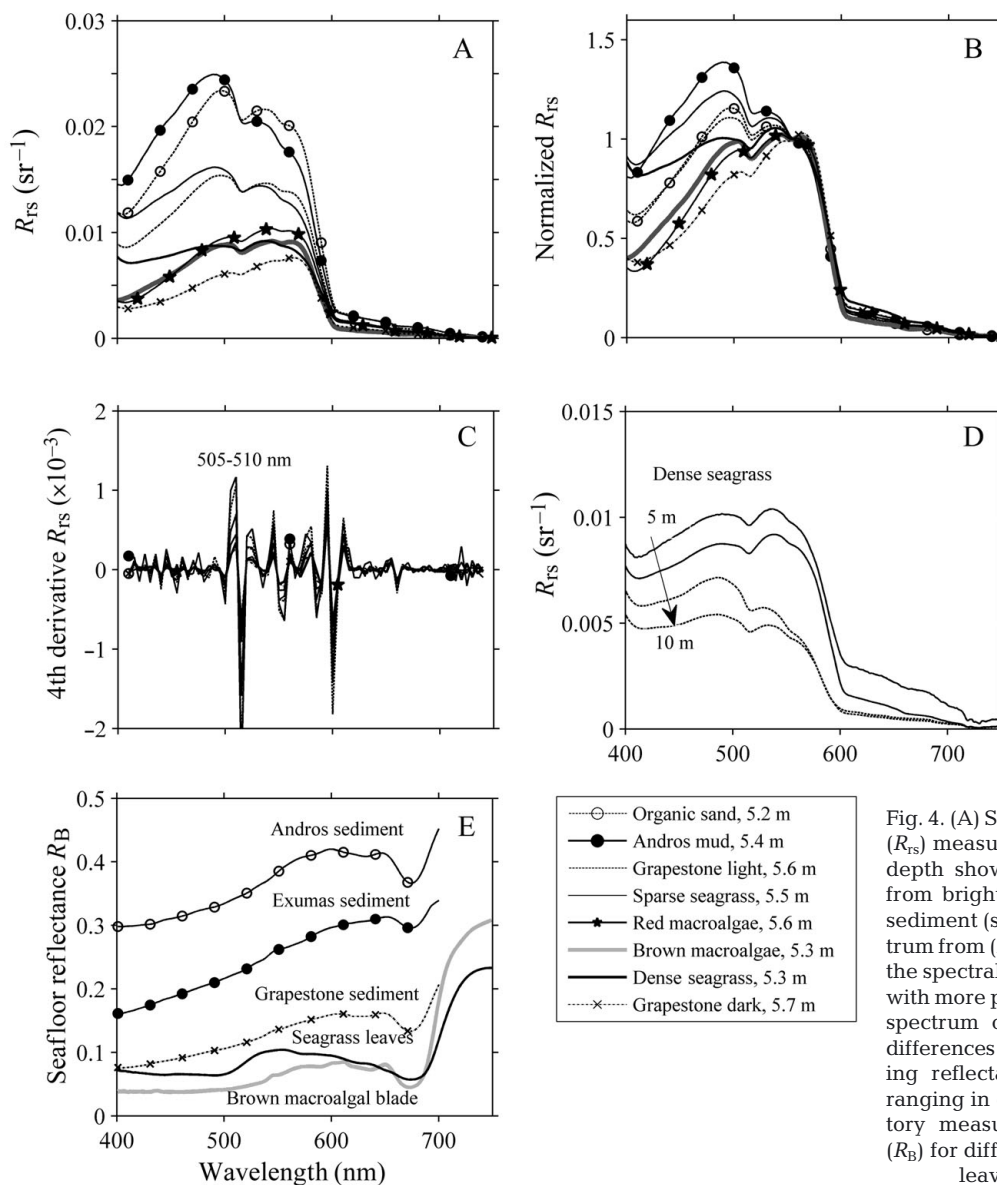 0.03
0.02
0.01
0
Rrs (sr−1)
A
1.5
1
0.5
0
Normalized Rrs
B
2
1
0
−1
−2
4th derivative Rrs (×10−3)
505-510 nm
C
400
500
600
700
0.015
0.01
0.005
0
Rrs (sr−1)
Dense seagrass
5 m
10 m
D
400
500
600
700
0.5
0.4
0.3
0.2
0.1
0
Seafloor reflectance RB
E
Andros sediment
Exumas sediment
Grapestone sediment
Seagrass leaves
Brown macroalgal blade
400
500
600
700
Wavelength (nm)
Organic sand, 5.2 m
Andros mud, 5.4 m
Grapestone light, 5.6 m
Sparse seagrass, 5.5 m
Red macroalgae, 5.6 m
Brown macroalgae, 5.3 m
Dense seagrass, 5.3 m
Grapestone dark, 5.7 m
Fig. 4. (A) S
(Rrs) measu
depth show
from bright
sediment (s
trum from (
the spectral
with more p
spectrum o
differences
ing reflecta
ranging in
tory measu
(RB) for diff
leav